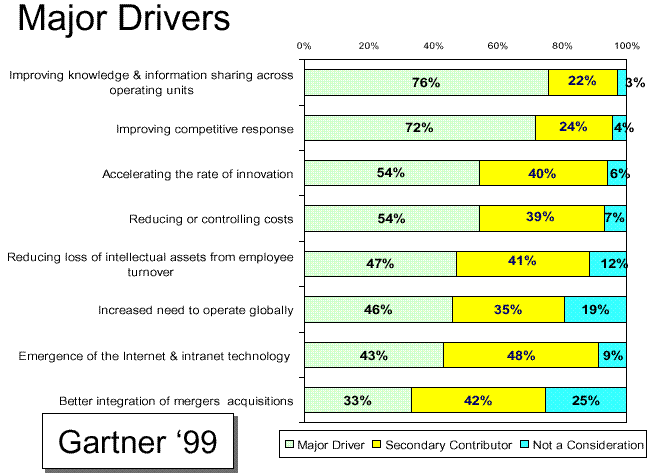 Major Drivers
0% 20% 40% 60% 80% 100%
Improving knowledge & information sharing across
operating units
76% 22% 3%
Improving competitive response 72% 24% 4%
Accelerating the rate of innovation 54% 40% 6%
Reducing or controlling costs 54% 39% 7%
Reducing loss of intellectual assets from employee
turnover
47% 41% 12%
Increased need to operate globally 46% 35% 19%
Emergence of the Internet & intranet technology 43% 48% 9%
Better integration of mergers acquisitions 33% 42% 25%
Gartner ‘99
Major Driver Secondary Contributor Not a Consideration